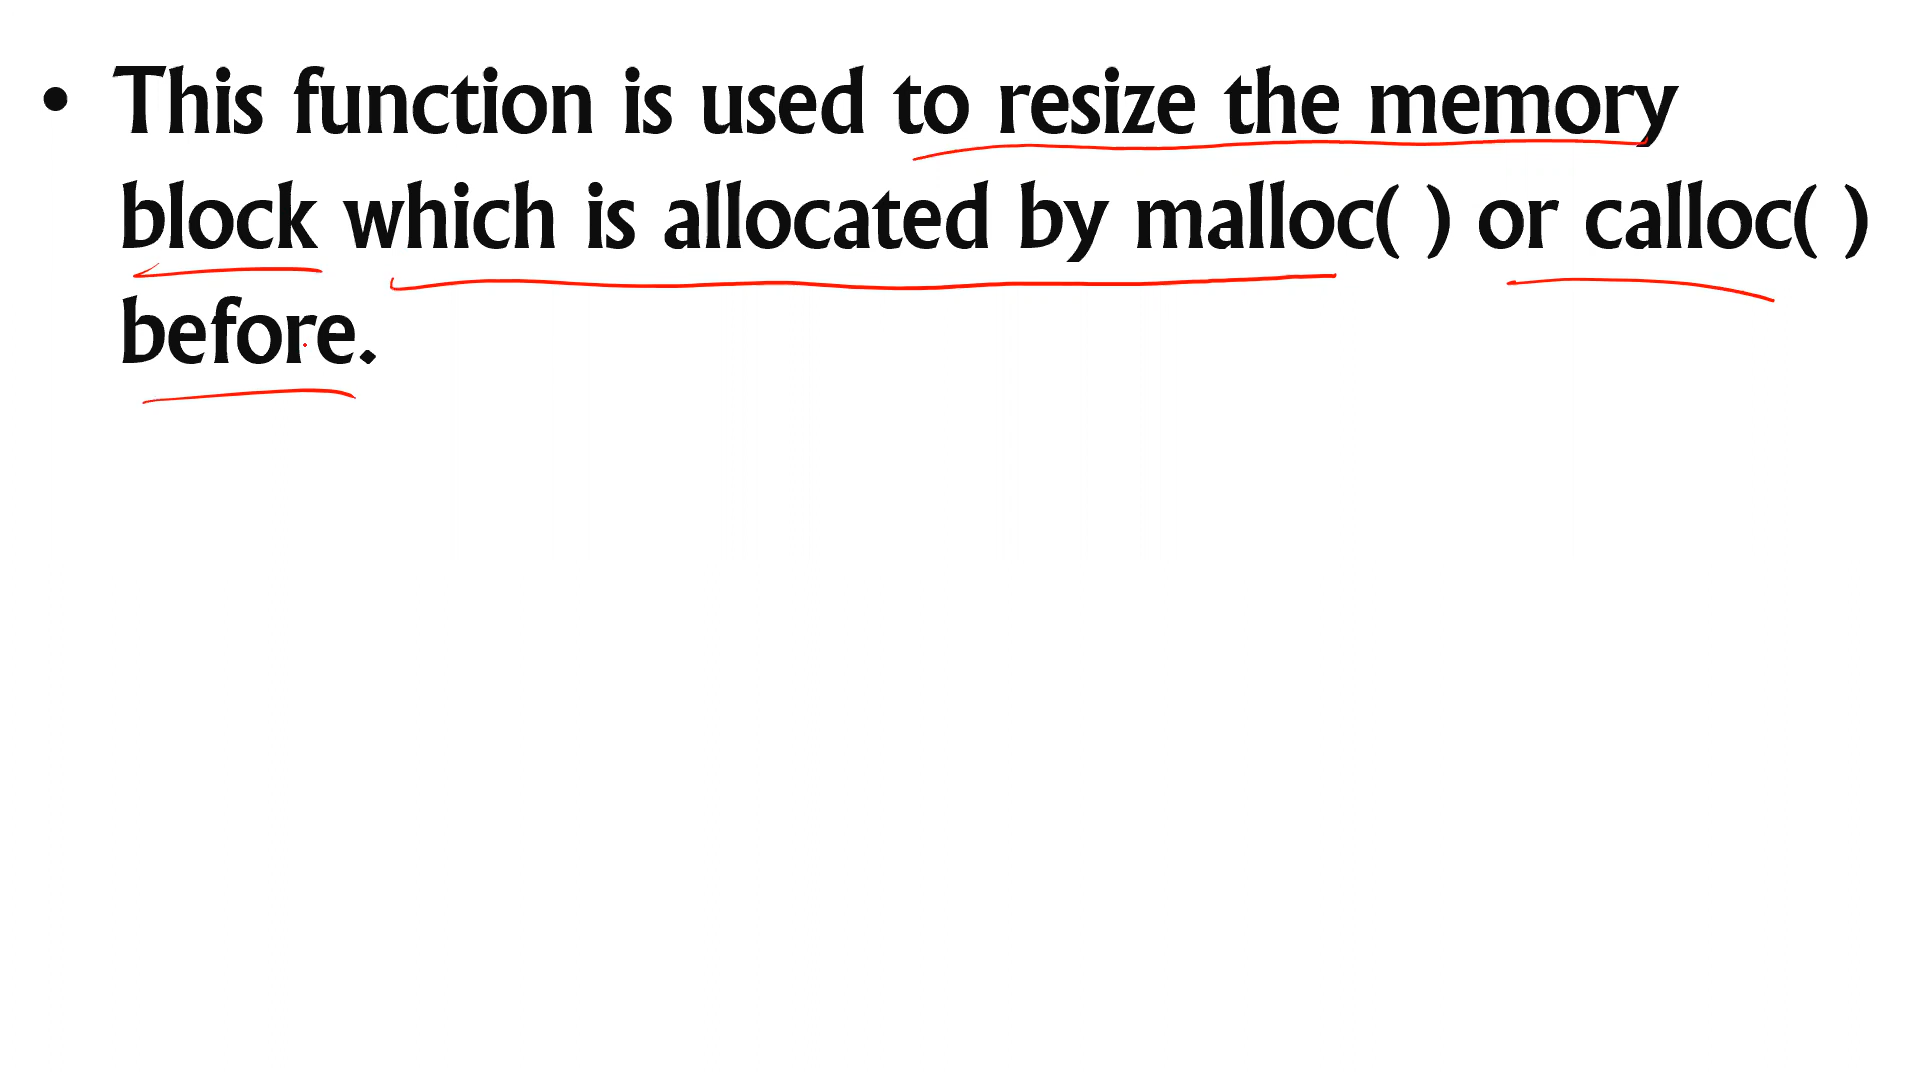 • This function is used to resize the memory
block which is allocated by malloc( ) or calloc( )
before.